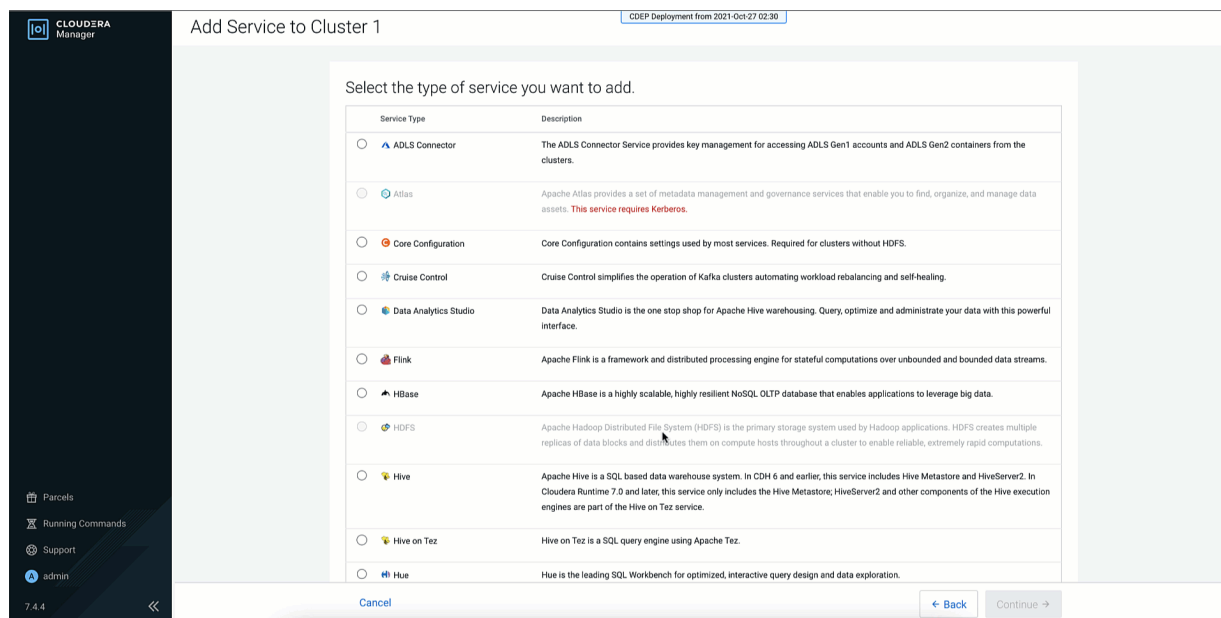 CLOUDERA
Manager
CDEP Deployment from 2021-Oct-27 02:30
Add Service to Cluster 1
Select the type of service you want to add.
Service Type Description
ADLS Connector The ADLS Connector Service provides key management for accessing ADLS Gen1 accounts and ADLS Gen2 containers from the
clusters.
Atlas Apache Atlas provides a set of metadata management and governance services that enable you to find, organize, and manage data
assets. This service requires Kerberos.
Core Configuration Core Configuration contains settings used by most services. Required for clusters without HDFS.
Cruise Control Cruise Control simplifies the operation of Kafka clusters automating workload rebalancing and self-healing.
Data Analytics Studio Data Analytics Studio is the one stop shop for Apache Hive warehousing. Query, optimize and administrate your data with this powerful
interface.
Flink Apache Flink is a framework and distributed processing engine for stateful computations over unbounded and bounded data streams.
HBase Apache HBase is a highly scalable, highly resilient NoSQL OLTP database that enables applications to leverage big data.
HDFS Apache Hadoop Distributed File System (HDFS) is the primary storage system used by Hadoop applications. HDFS creates multiple
replicas of data blocks and distributes them on compute hosts throughout a cluster to enable reliable, extremely rapid computations.
Hive Apache Hive is a SQL based data warehouse system. In CDH 6 and earlier, this service includes Hive Metastore and HiveServer2. In
Cloudera Runtime 7.0 and later, this service only includes the Hive Metastore; HiveServer2 and other components of the Hive execution
engines are part of the Hive on Tez service.
Hive on Tez Hive on Tez is a SQL query engine using Apache Tez.
Hue Hue is the leading SQL Workbench for optimized, interactive query design and data exploration.
Parcels
Running Commands
Support
A admin
7.4.4
Cancel
← Back
Continue →